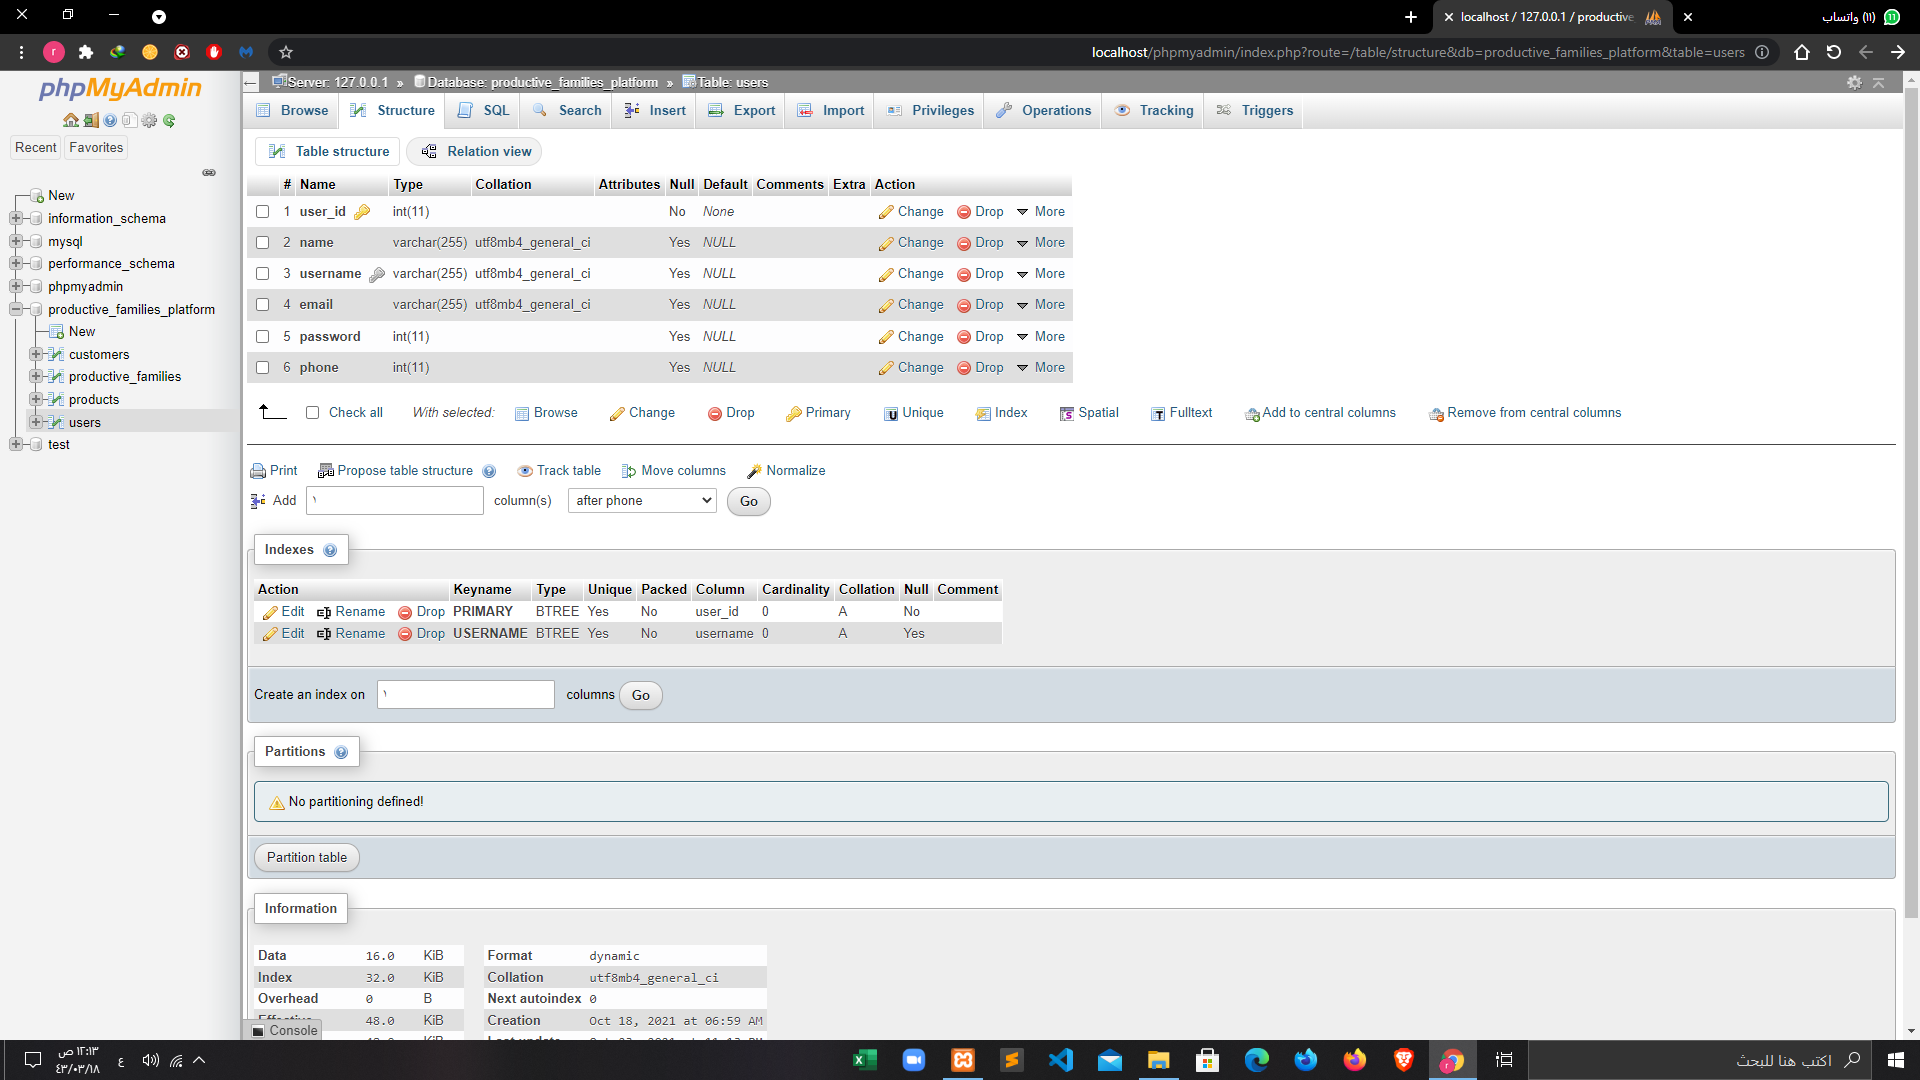 localhost / 127.0.0.1 / productive
(١١) واتساب
localhost/phpmyadmin/index.php?route=/table/structure&db=productive_families_platform&table=users
phpMyAdmin
Recent Favorites
New
information_schema
mysql
performance_schema
phpmyadmin
productive_families_platform
New
customers
productive_families
products
users
test
Server: 127.0.0.1 » Database: productive_families_platform » Table: users
Browse Structure SQL Search Insert Export Import Privileges Operations Tracking Triggers
Table structure Relation view
# Name Type Collation Attributes Null Default Comments Extra Action
1 user_id int(11) No None Change Drop More
2 name varchar(255) utf8mb4_general_ci Yes NULL Change Drop More
3 username varchar(255) utf8mb4_general_ci Yes NULL Change Drop More
4 email varchar(255) utf8mb4_general_ci Yes NULL Change Drop More
5 password int(11) Yes NULL Change Drop More
6 phone int(11) Yes NULL Change Drop More
Check all With selected: Browse Change Drop Primary Unique Index Spatial Fulltext Add to central columns Remove from central columns
Print Propose table structure Track table Move columns Normalize
Add ١ column(s) after phone Go
Indexes
Action Keyname Type Unique Packed Column Cardinality Collation Null Comment
Edit Rename Drop PRIMARY BTREE Yes No user_id 0 A No
Edit Rename Drop USERNAME BTREE Yes No username 0 A Yes
Create an index on ١ columns Go
Partitions
No partitioning defined!
Partition table
Information
Data 16.0 KiB
Index 32.0 KiB
Overhead 0 B
Effective 48.0 KiB
Format dynamic
Collation utf8mb4_general_ci
Next autoindex 0
Creation Oct 18, 2021 at 06:59 AM
Console
١٢:١٣ ص
٤٣/٠٣/١٨
ع
اكتب هنا للبحث